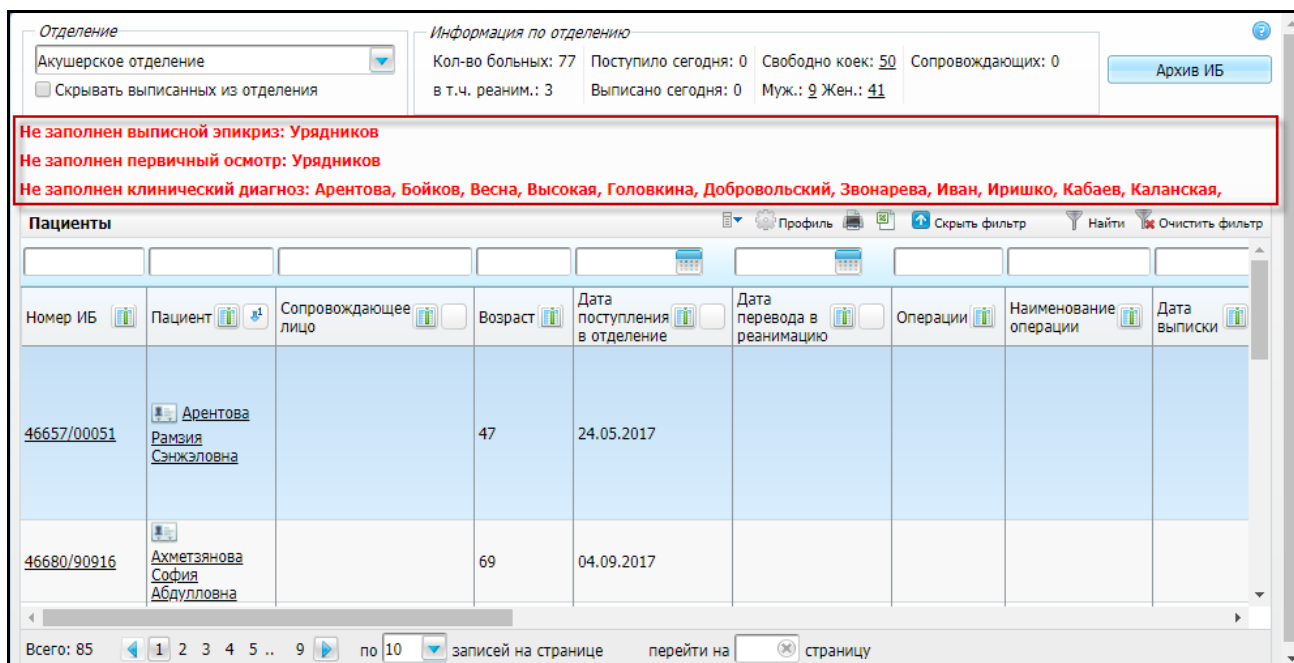 Отделение
Информация по отделению
Акушерское отделение
Кол-во больных: 77 Поступило сегодня: 0 Свободно коек: 50 Сопровождающих: 0
Архив ИБ
Скрывать выписанных из отделения
в т.ч. реаним.: 3 Выписано сегодня: 0 Муж.: 9 Жен.: 41
Не заполнен выписной эпикриз: Урядников
Не заполнен первичный осмотр: Урядников
Не заполнен клинический диагноз: Арентова, Бойков, Весна, Высокая, Головкина, Добровольский, Звонарева, Иван, Иришко, Кабаев, Каланская,
Пациенты
Профиль Скрыть фильтр Найти Очистить фильтр
Номер ИБ
Пациент
1
Сопровождающее
лицо
Возраст
Дата
поступления
в отделение
Дата
перевода в
реанимацию
Операции
Наименование
операции
Дата
выписки
46657/00051
Арентова
Рамзия
Сэнжэловна
47
24.05.2017
46680/90916
Ахметзянова
София
Абдулловна
69
04.09.2017
Всего: 85 1 2 3 4 5 .. 9 по 10 записей на странице перейти на страницу